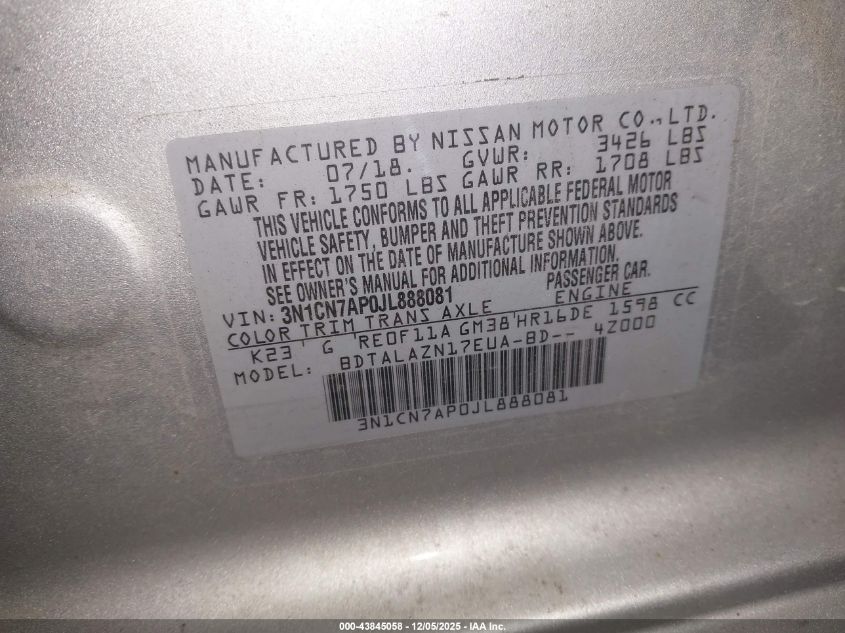 MANUFACTURED BY NISSAN MOTOR CO., LTD.
DATE: 07/18. GVWR: 3426 LBS
GAWR FR: 1750 LBS GAWR RR: 1708 LBS
THIS VEHICLE CONFORMS TO ALL APPLICABLE FEDERAL MOTOR
VEHICLE SAFETY, BUMPER AND THEFT PREVENTION STANDARDS
IN EFFECT ON THE DATE OF MANUFACTURE SHOWN ABOVE.
SEE OWNER'S MANUAL FOR ADDITIONAL INFORMATION.
VIN: 3N1CN7AP0JL888081 PASSENGER CAR.
COLOR TRIM TRANS AXLE ENGINE
K23 G RE0F11A GM38 HR16DE 1598 CC
MODEL: BDTALAZN17EUA-BD-- 4Z000
3N1CN7AP0JL888081
000-43845058 - 12/05/2025 - IAA Inc.